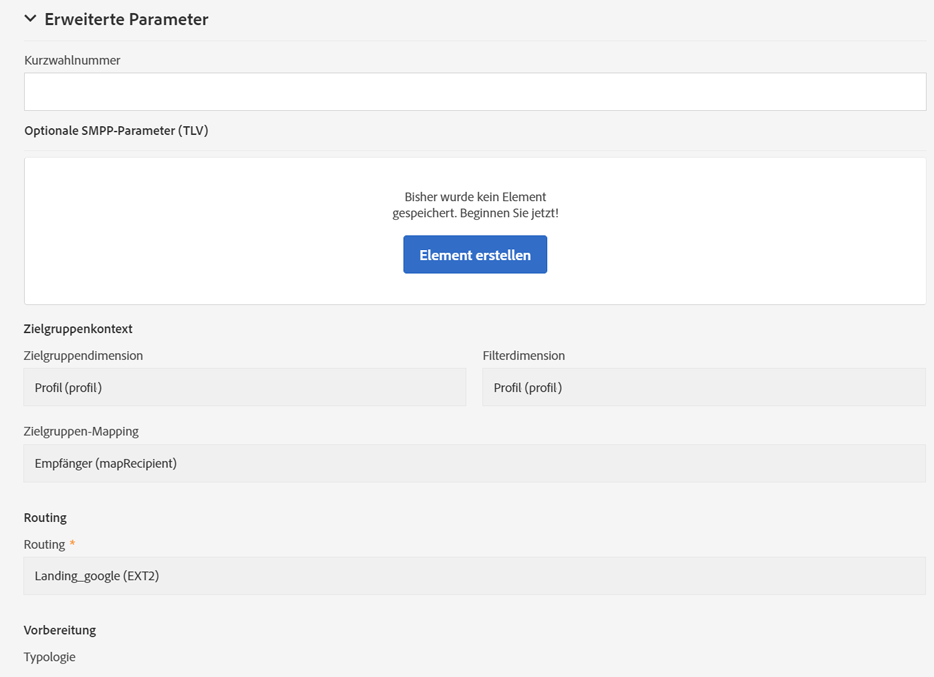 Erweiterte Parameter
Kurzwahlnummer
Optionale SMPP-Parameter (TLV)
Bisher wurde kein Element
gespeichert. Beginnen Sie jetzt!
Element erstellen
Zielgruppenkontext
Zielgruppendimension Filterdimension
Profil (profil) Profil (profil)
Zielgruppen-Mapping
Empfänger (mapRecipient)
Routing
Routing *
Landing_google (EXT2)
Vorbereitung
Typologie